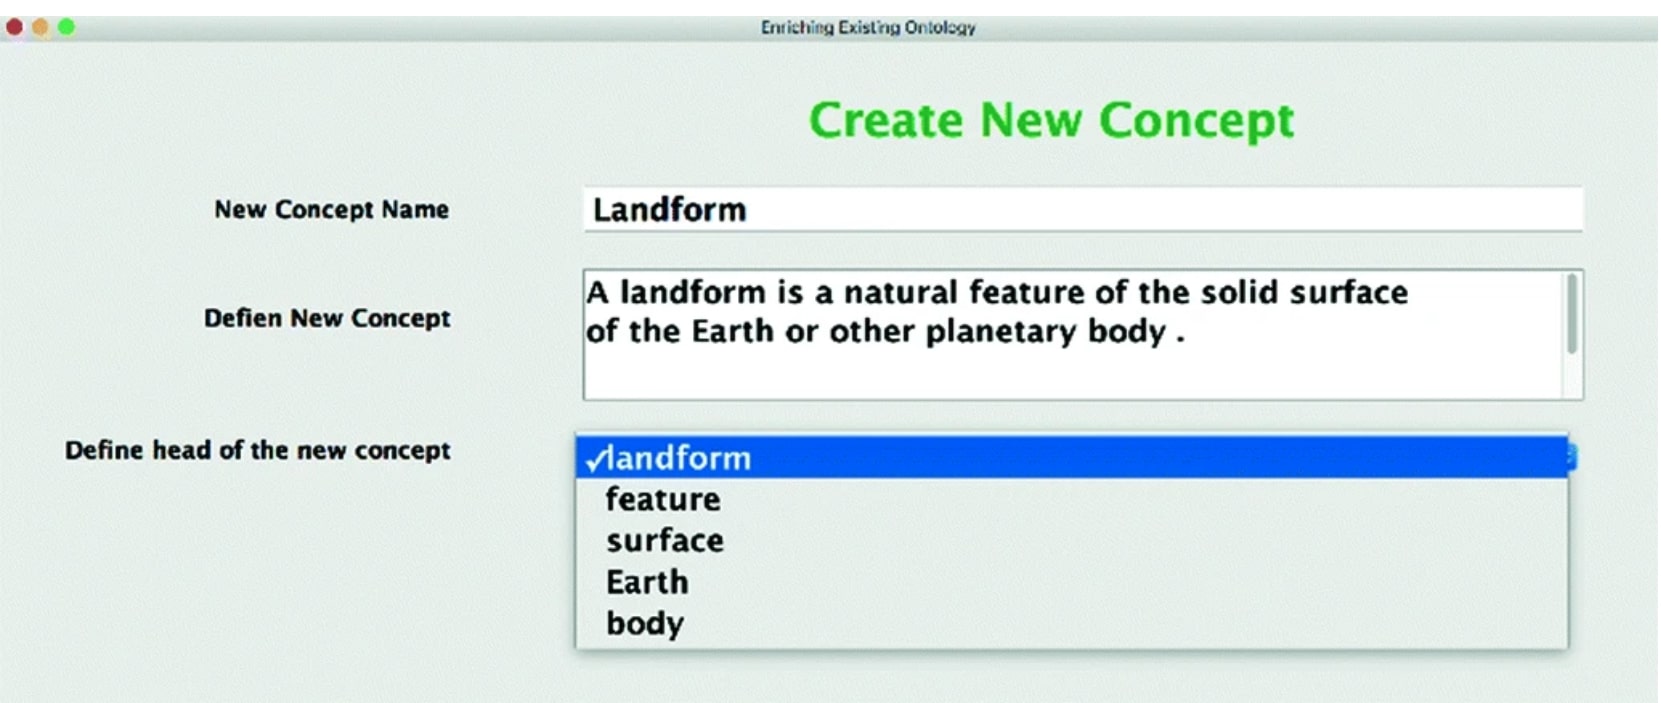 Enriching Existing Ontology
Create New Concept
New Concept Name
Landform
Defien New Concept
A landform is a natural feature of the solid surface
of the Earth or other planetary body .
Define head of the new concept
✓landform
feature
surface
Earth
body